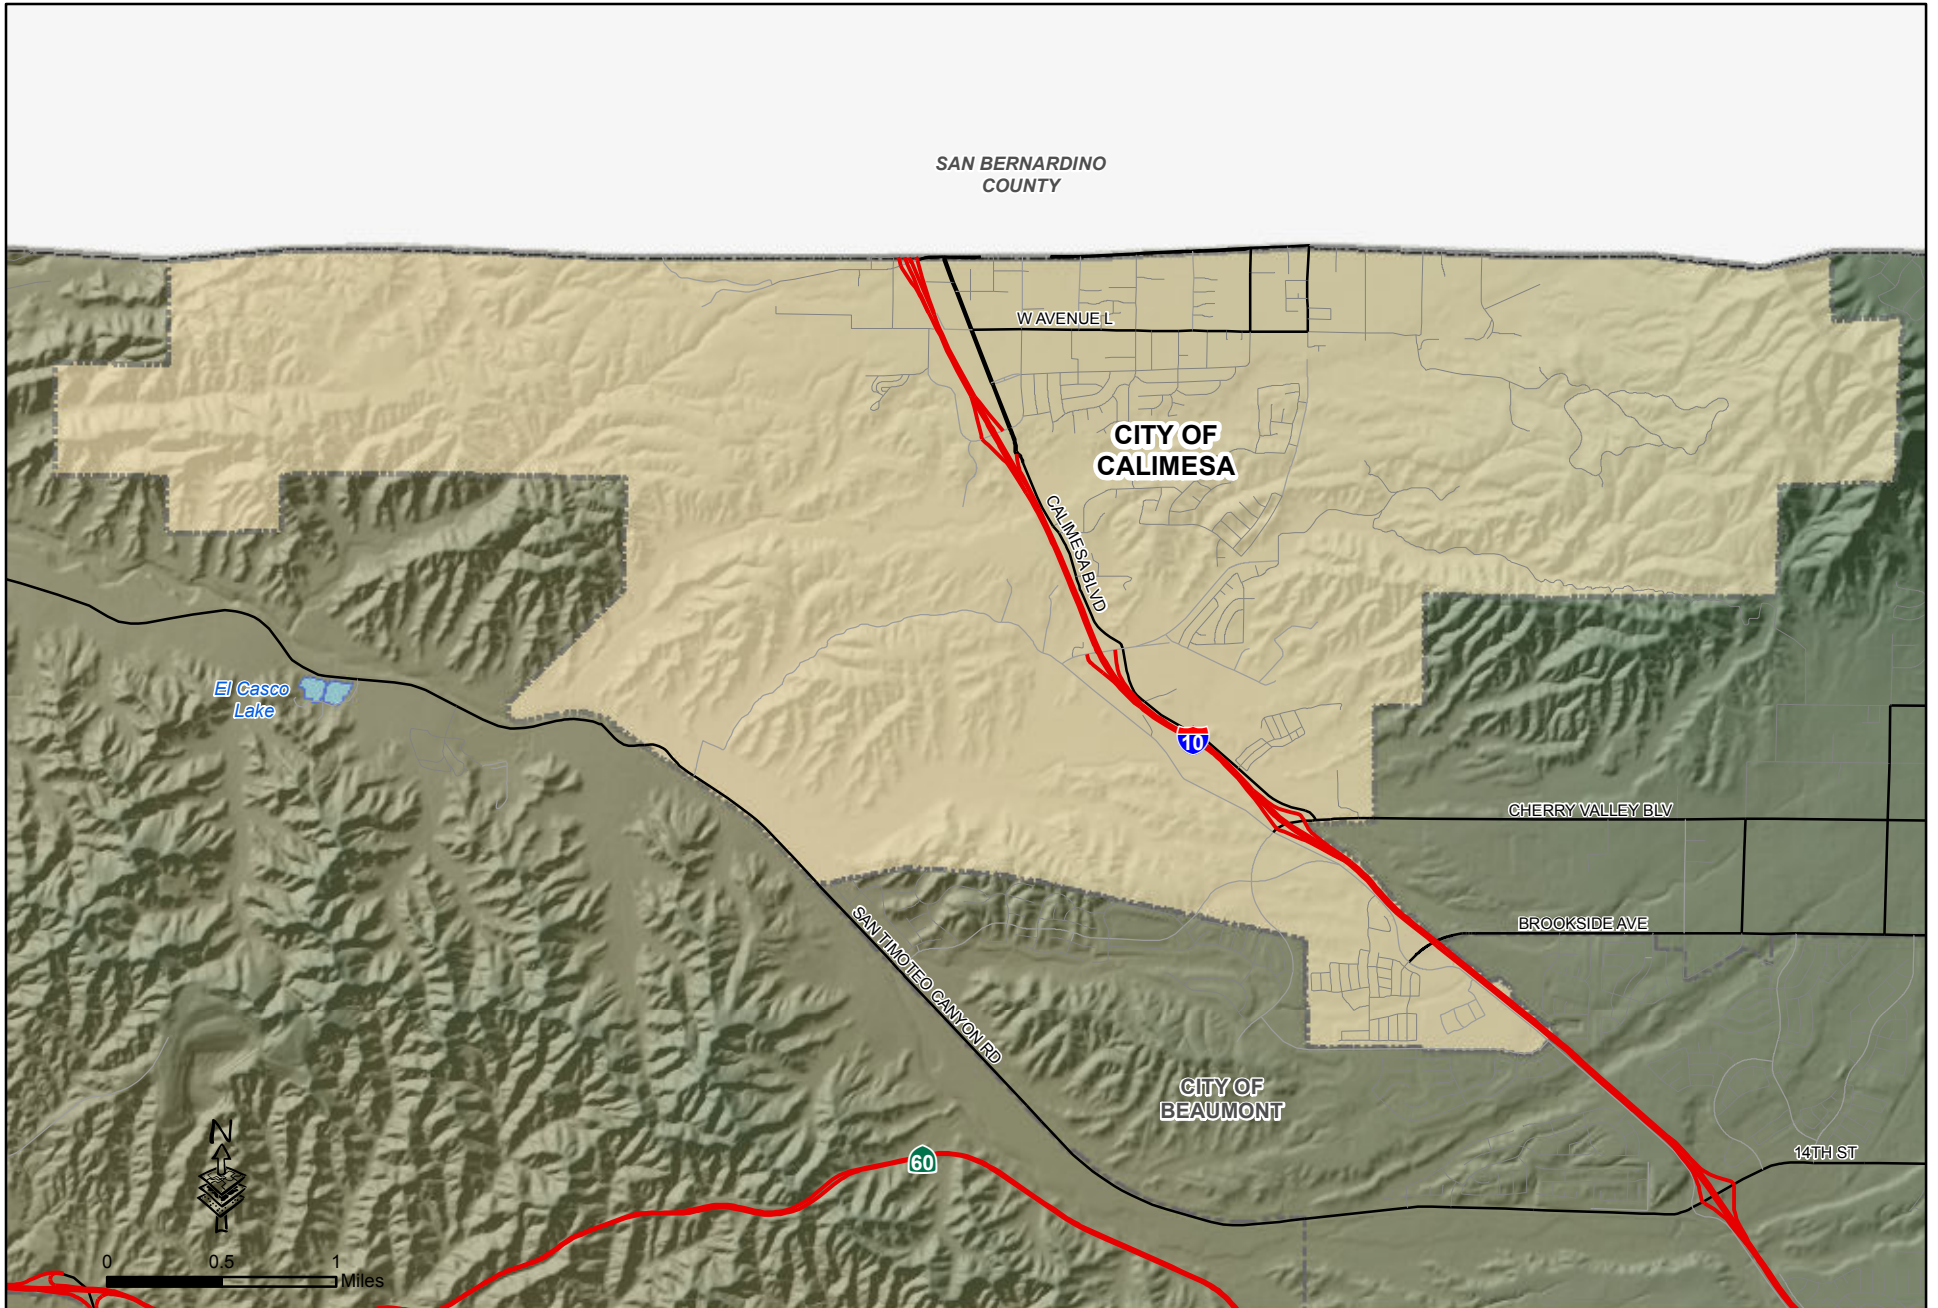 SAN BERNARDINO
COUNTY
W AVENUE L
CITY OF
CALIMESA
CALIMESA BLVD
El Casco
Lake
10
CHERRY VALLEY BLV
BROOKSIDE AVE
SAN TIMOTEO CANYON RD
CITY OF
BEAUMONT
N
60
14TH ST
0 0.5 1
Miles